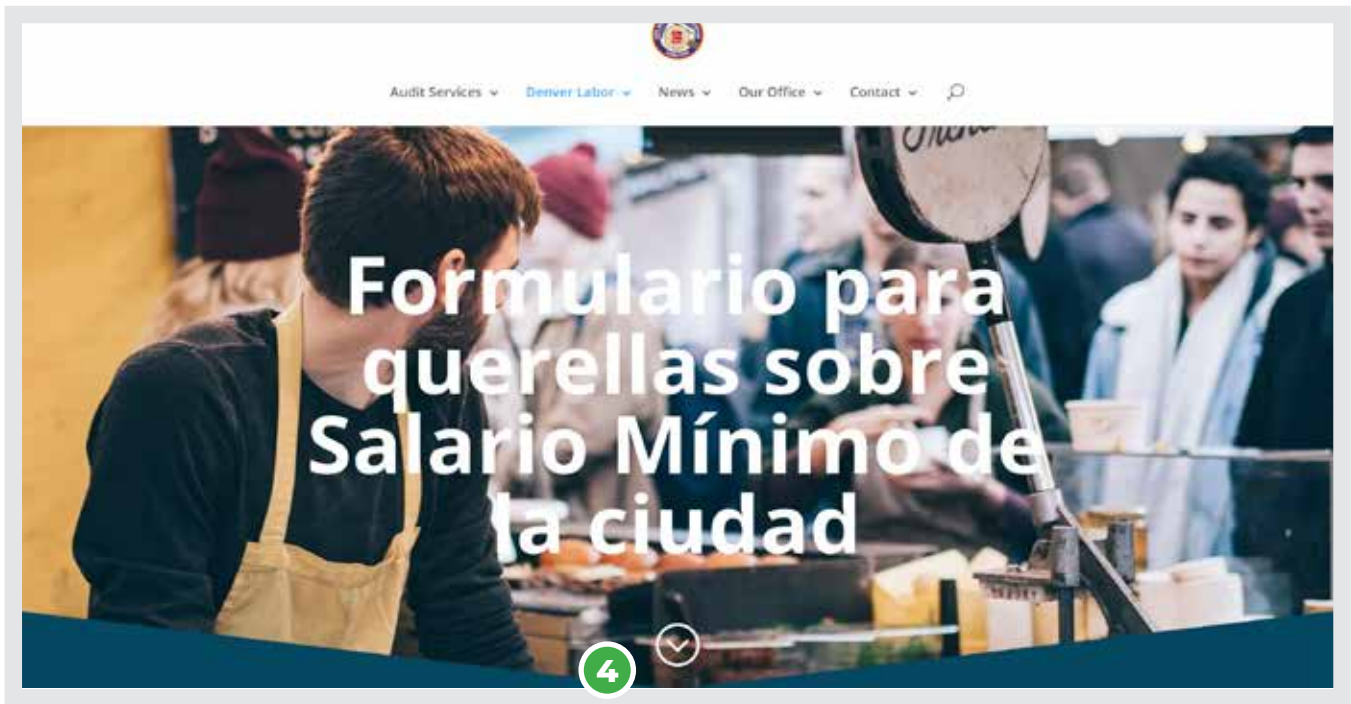 Audit Services Denver Labor News Our Office Contact
Formulario para
querellas sobre
Salario Mínimo de
la ciudad
4